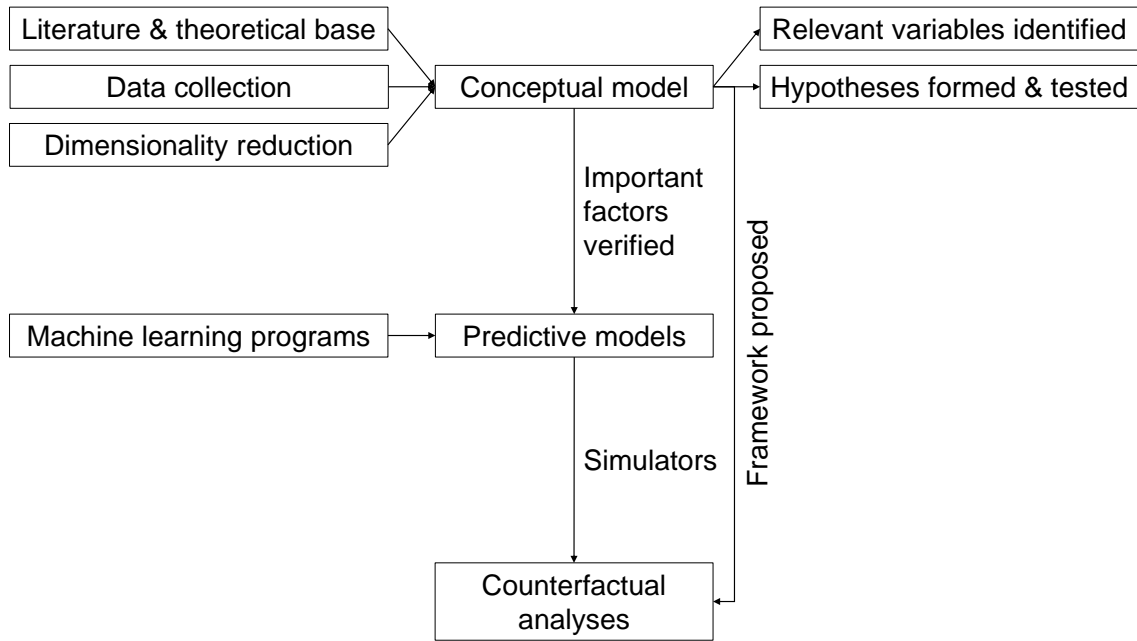 Literature & theoretical base
Relevant variables identified
Data collection
Conceptual model
Hypotheses formed & tested
Dimensionality reduction
Important
factors
verified
Framework proposed
Machine learning programs
Predictive models
Simulators
Counterfactual
analyses